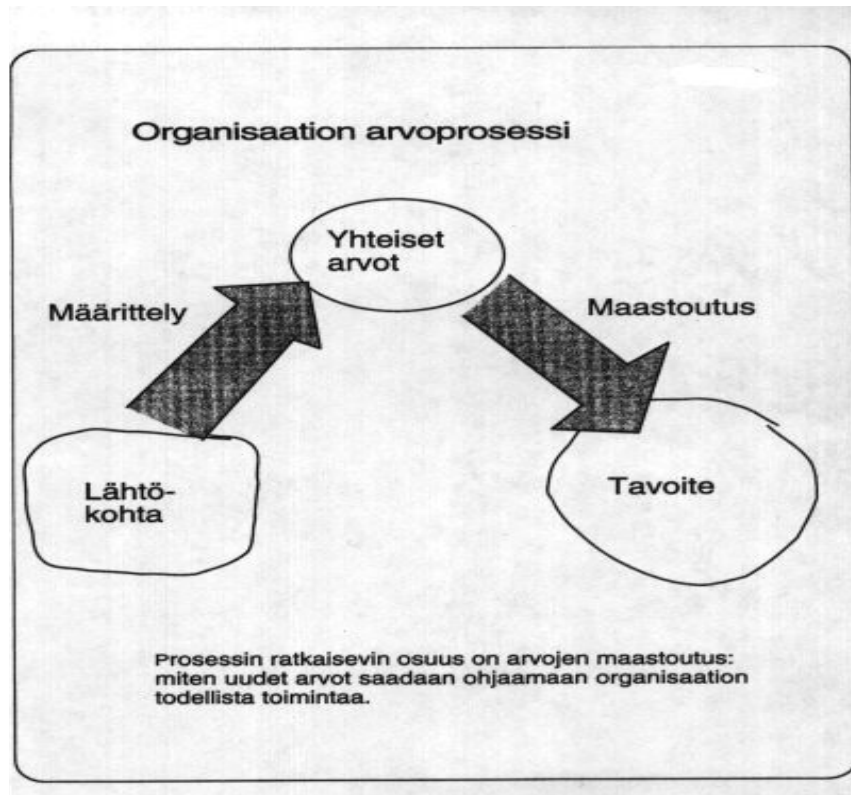 Organisaation arvoprosessi
Yhteiset
arvot
Määrittely
Maastoutus
Lähtö-
kohta
Tavoite
Prosessin ratkaisevin osuus on arvojen maastoutus:
miten uudet arvot saadaan ohjaamaan organisaation
todellista toimintaa.